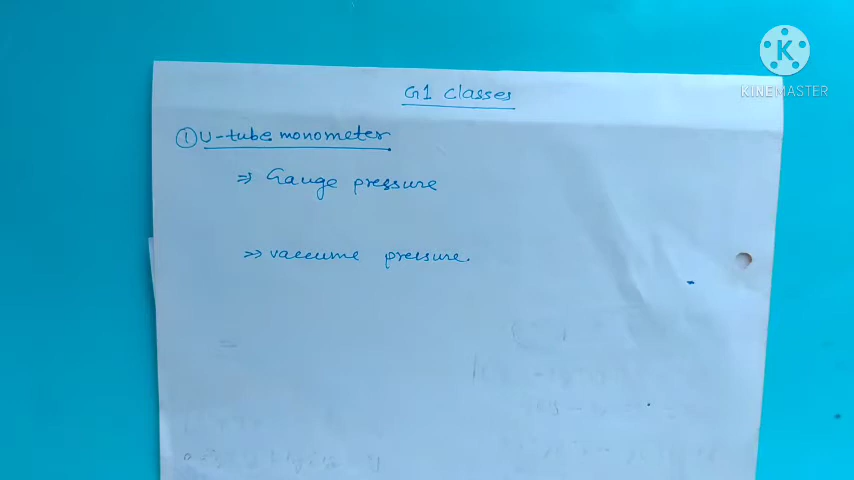 G1 classes
① U-tube monometer
⇒ Gauge pressure
⇒ vaccume pressure.
K
KINEMASTER